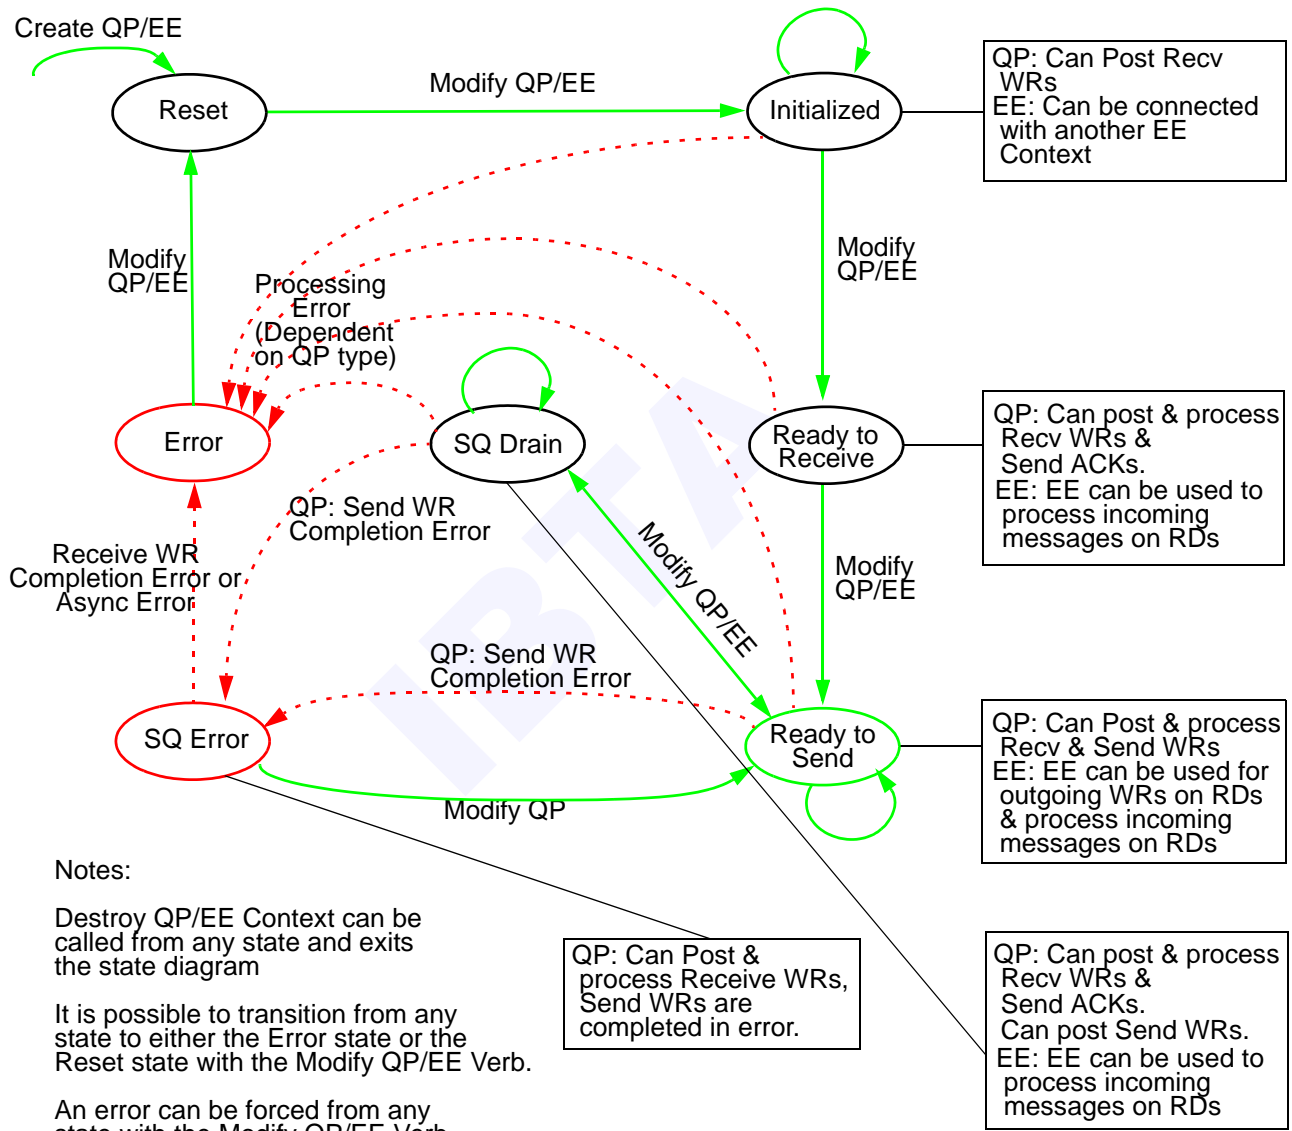 Create QP/EE
Reset
Modify QP/EE
Initialized
QP: Can Post Recv
WRs
EE: Can be connected
with another EE
Context
Modify
QP/EE
Processing
Error
(Dependent
on QP type)
Modify
QP/EE
Error
SQ Drain
Ready to
Receive
QP: Can post & process
Recv WRs &
Send ACKs.
EE: EE can be used to
process incoming
messages on RDs
QP: Send WR
Completion Error
Modify QP/EE
Receive WR
Completion Error or
Async Error
Modify
QP/EE
QP: Send WR
Completion Error
SQ Error
Ready to
Send
QP: Can Post & process
Recv & Send WRs
EE: EE can be used for
outgoing WRs on RDs
& process incoming
messages on RDs
Modify QP
IBTA
Notes:
Destroy QP/EE Context can be
called from any state and exits
the state diagram
It is possible to transition from any
state to either the Error state or the
Reset state with the Modify QP/EE Verb.
An error can be forced from any
state with the Modify QP/EE Verb
QP: Can Post &
process Receive WRs,
Send WRs are
completed in error.
QP: Can post & process
Recv WRs &
Send ACKs.
Can post Send WRs.
EE: EE can be used to
process incoming
messages on RDs